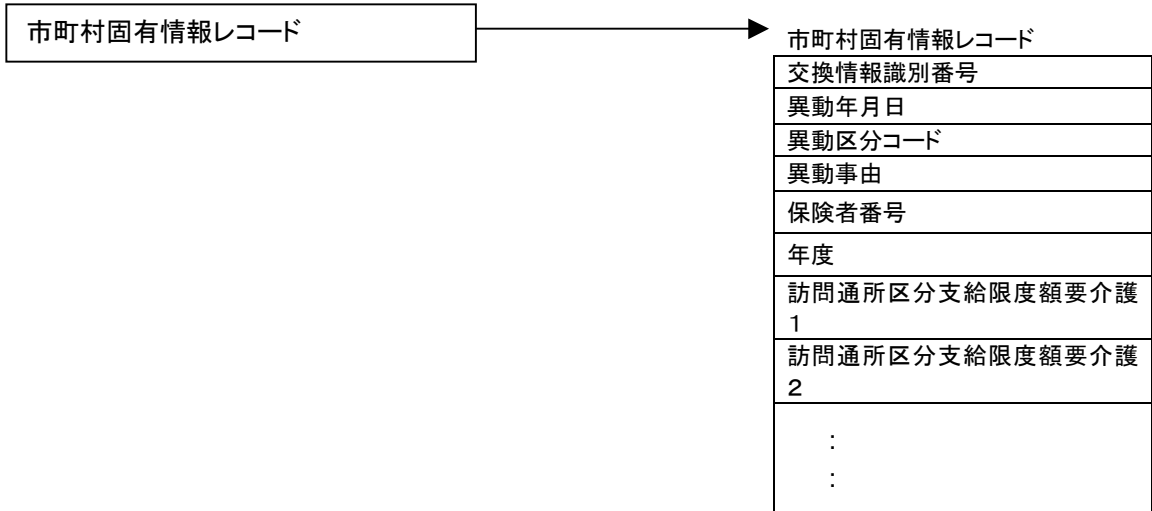 市町村固有情報レコード
市町村固有情報レコード
交換情報識別番号
異動年月日
異動区分コード
異動事由
保険者番号
年度
訪問通所区分支給限度額要介護
１
訪問通所区分支給限度額要介護
２
：
：